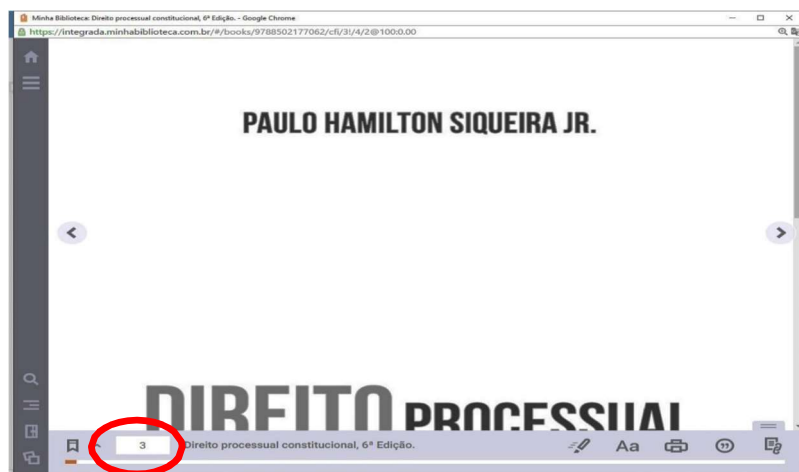 Minha Biblioteca: Direito processual constitucional, 6ª Edição. - Google Chrome
https://integrada.minhabiblioteca.com.br/#/books/9788502177062/cfi/3!/4/2@100:0.00
PAULO HAMILTON SIQUEIRA JR.
DIREITO PROCESSUAL
3
Direito processual constitucional, 6ª Edição.
Aa